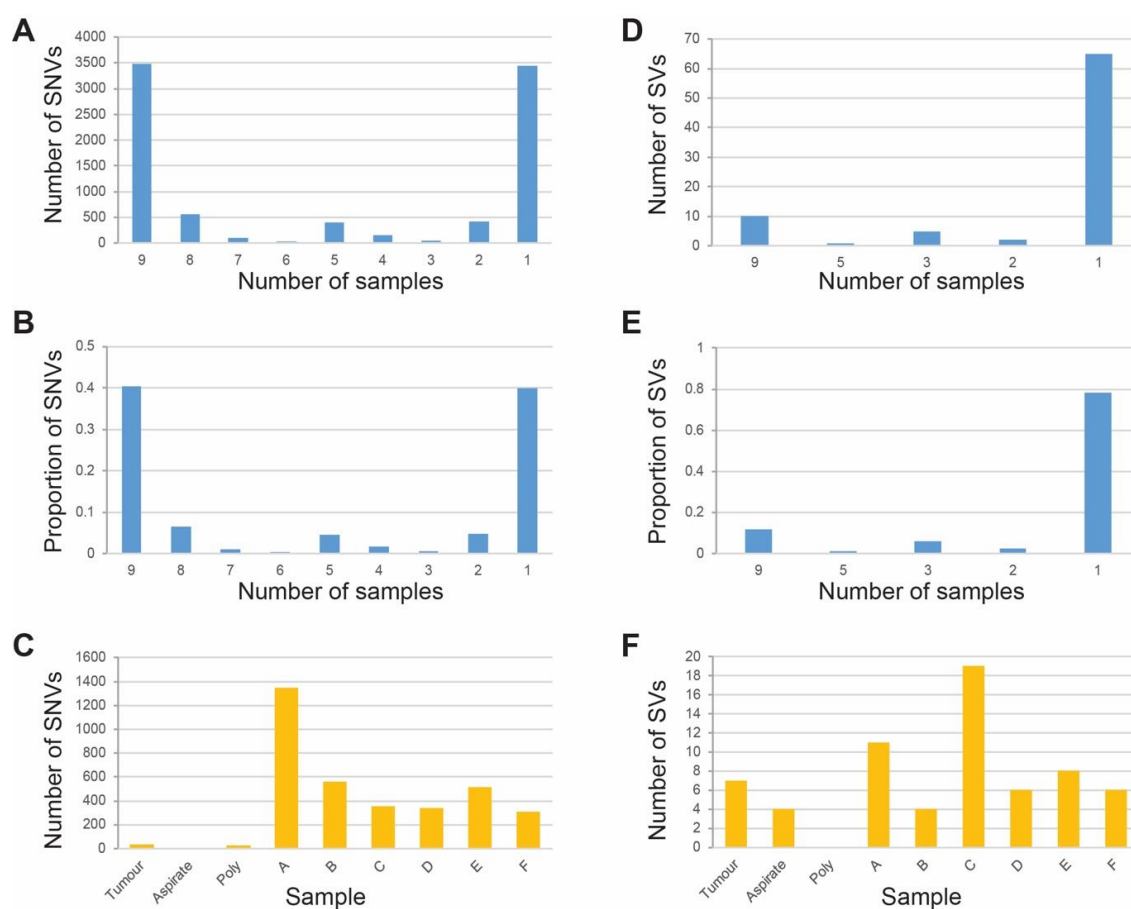 A
Number of SNVs
4000
3500
3000
2500
2000
1500
1000
500
0
9 8 7 6 5 4 3 2 1
Number of samples
B
Proportion of SNVs
0.5
0.4
0.3
0.2
0.1
0
9 8 7 6 5 4 3 2 1
Number of samples
C
Number of SNVs
1600
1400
1200
1000
800
600
400
200
0
Tumour Aspirate Poly A B C D E F
Sample
D
Number of SVs
70
60
50
40
30
20
10
0
9 5 3 2 1
Number of samples
E
Proportion of SVs
1
0.8
0.6
0.4
0.2
0
9 5 3 2 1
Number of samples
F
Number of SVs
20
18
16
14
12
10
8
6
4
2
0
Tumour Aspirate Poly A B C D E F
Sample